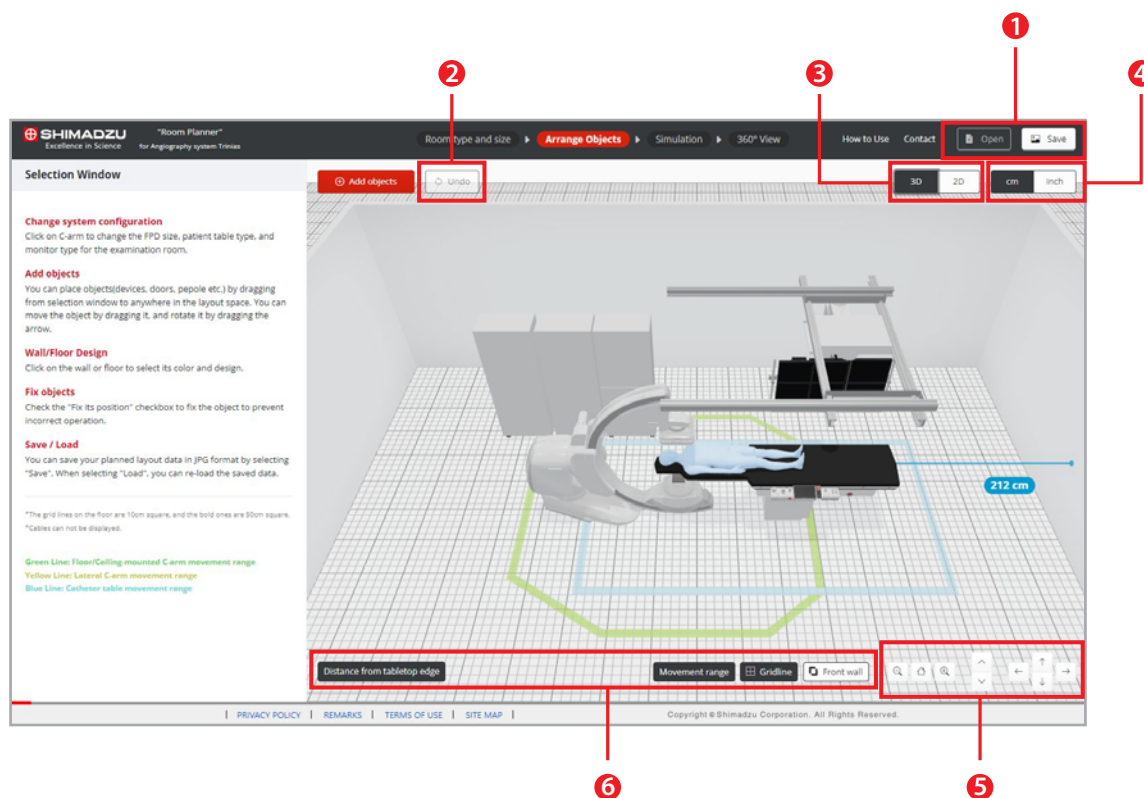 1
2
3
4
SHIMADZU
Excellence in Science
"Room Planner"
for Angiography system Trinias
Room type and size
Arrange Objects
Simulation
360° View
How to Use
Contact
Open
Save
Selection Window
Add objects
Undo
3D
2D
cm
inch
Change system configuration
Click on C-arm to change the FPD size, patient table type, and
monitor type for the examination room.
Add objects
You can place objects(devices, doors, pepole etc.) by dragging
from selection window to anywhere in the layout space. You can
move the object by dragging it, and rotate it by dragging the
arrow.
Wall/Floor Design
Click on the wall or floor to select its color and design.
Fix objects
Check the "Fix its position" checkbox to fix the object to prevent
incorrect operation.
Save / Load
You can save your planned layout data in JPG format by selecting
"Save". When selecting "Load", you can re-load the saved data.
*The grid lines on the floor are 10cm square, and the bold ones are 50cm square.
*Cables can not be displayed.
Green Line: Floor/Ceiling-mounted C-arm movement range
Yellow Line: Lateral C-arm movement range
Blue Line: Catheter table movement range
212 cm
Distance from tabletop edge
Movement range
Gridline
Front wall
PRIVACY POLICY | REMARKS | TERMS OF USE | SITE MAP |
Copyright © Shimadzu Corporation. All Rights Reserved.
6
5